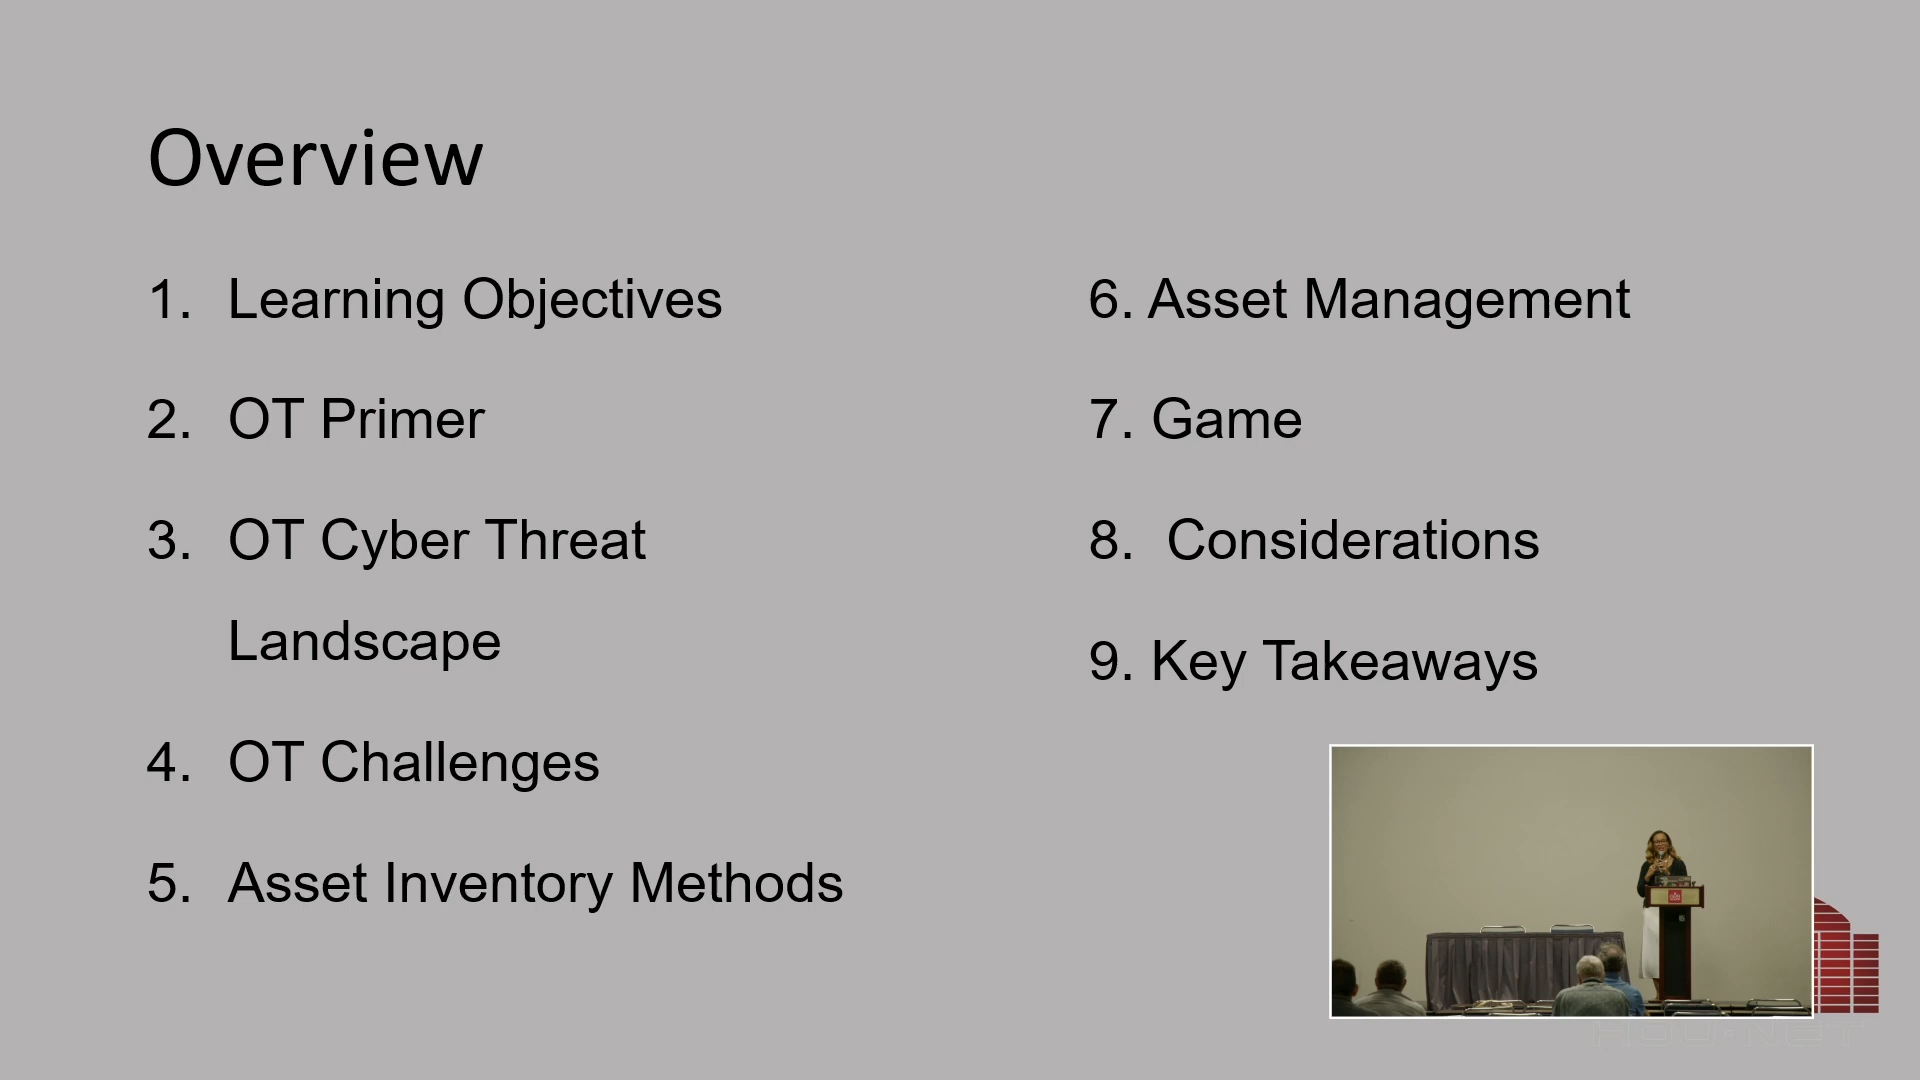 Overview
1. Learning Objectives
2. OT Primer
3. OT Cyber Threat
Landscape
4. OT Challenges
5. Asset Inventory Methods
6. Asset Management
7. Game
8. Considerations
9. Key Takeaways